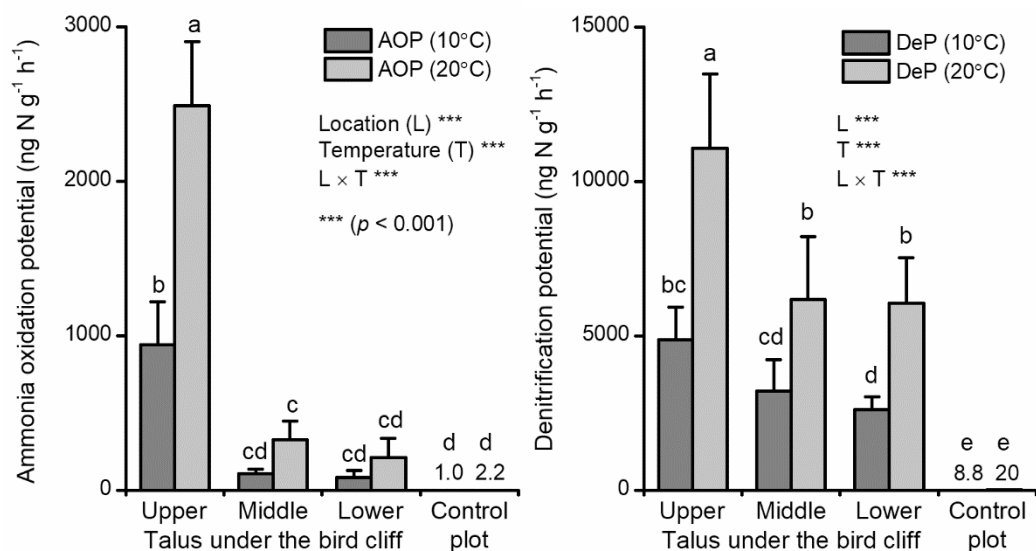 Ammonia oxidation potential (ng N g⁻¹ h⁻¹)
3000
2000
1000
0
AOP (10°C)
AOP (20°C)
Location (L) ***
Temperature (T) ***
L × T ***
*** (p < 0.001)
a
b
cd
c
cd
cd
d d
1.0 2.2
Upper Middle Lower Control
Talus under the bird cliff plot
Denitrification potential (ng N g⁻¹ h⁻¹)
15000
10000
5000
0
DeP (10°C)
DeP (20°C)
L ***
T ***
L × T ***
a
bc
cd
b
d
b
e e
8.8 20
Upper Middle Lower Control
Talus under the bird cliff plot